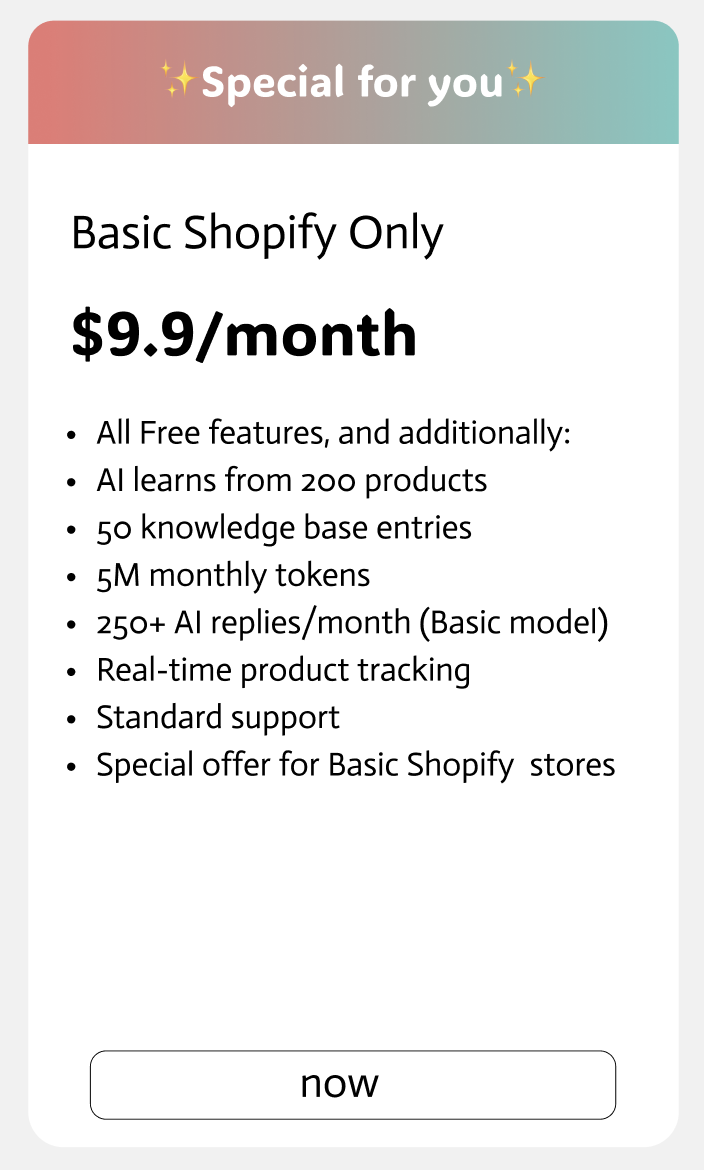 ✨Special for you✨
Basic Shopify Only
$9.9/month
• All Free features, and additionally:
• AI learns from 200 products
• 50 knowledge base entries
• 5M monthly tokens
• 250+ AI replies/month (Basic model)
• Real-time product tracking
• Standard support
• Special offer for Basic Shopify  stores
now